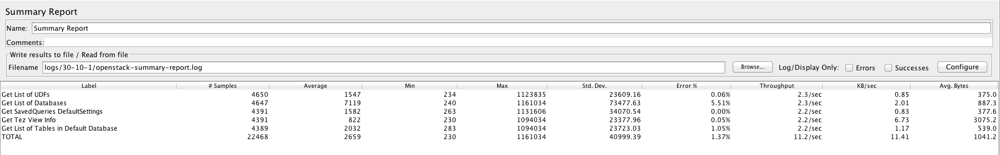 Summary Report
Name: Summary Report
Comments:
Write results to file / Read from file
Filename logs/30-10-1/openstack-summary-report.log Browse... Log/Display Only: Errors Successes Configure
Label # Samples Average Min Max Std. Dev. Error % Throughput KB/sec Avg. Bytes
Get List of UDFs 4650 1547 234 1123835 23609.16 0.06% 2.3/sec 0.85 375.0
Get List of Databases 4647 7119 240 1161034 73477.63 5.51% 2.3/sec 2.01 887.3
Get SavedQueries DefaultSettings 4391 1582 263 1131606 34070.54 0.00% 2.2/sec 0.83 377.6
Get Tez View Info 4391 822 230 1094034 23377.96 0.05% 2.2/sec 6.73 3075.2
Get List of Tables in Default Database 4389 2032 283 1094034 23723.03 1.05% 2.2/sec 1.17 539.0
TOTAL 22468 2659 230 1161034 40999.39 1.37% 11.2/sec 11.41 1041.2